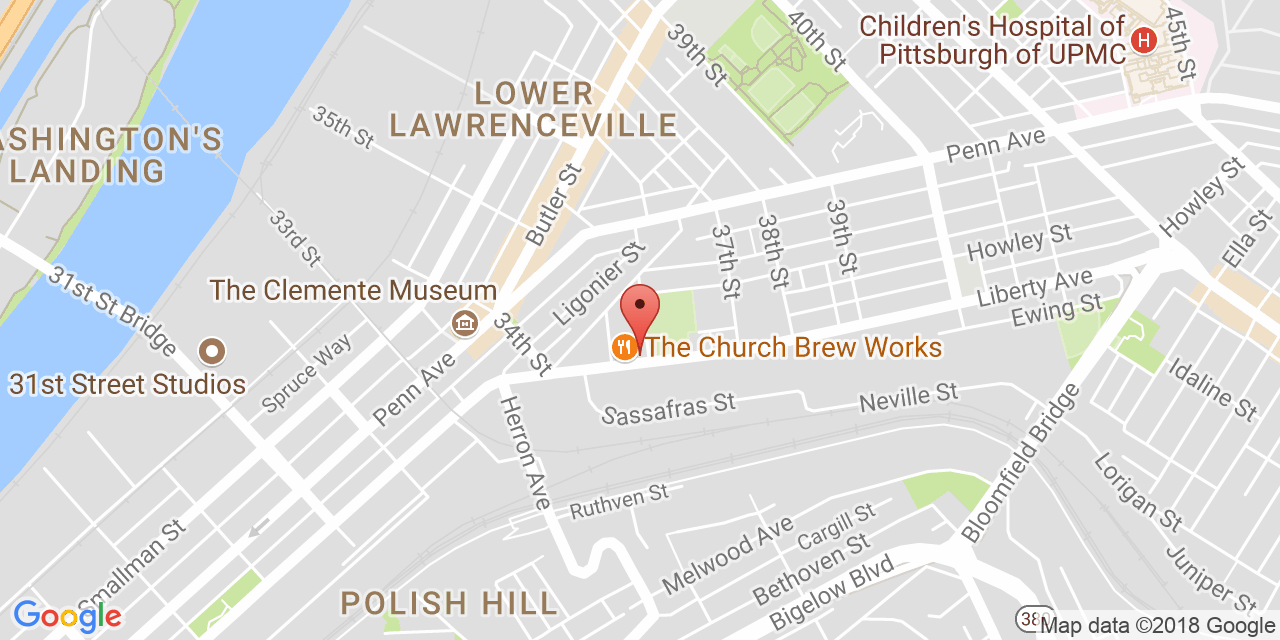 Children's Hospital of
Pittsburgh of UPMC
H
45th St
40th St
39th St
LOWER
LAWRENCEVILLE
35th St
Penn Ave
ASHINGTON'S
LANDING
Butler St
33rd St
Howley St
Ella St
37th St
38th St
39th St
Howley St
Ligonier St
31st St Bridge
The Clemente Museum
Liberty Ave
Ewing St
34th St
The Church Brew Works
31st Street Studios
Spruce Way
Penn Ave
Idaline St
Sassafras St
Neville St
Herron Ave
Bloomfield Bridge
Ruthven St
Lorigan St
Melwood Ave
Cargill St
Bethoven St
Bigelow Blvd
Juniper St
Smallman St
POLISH HILL
Google
Map data ©2018 Google